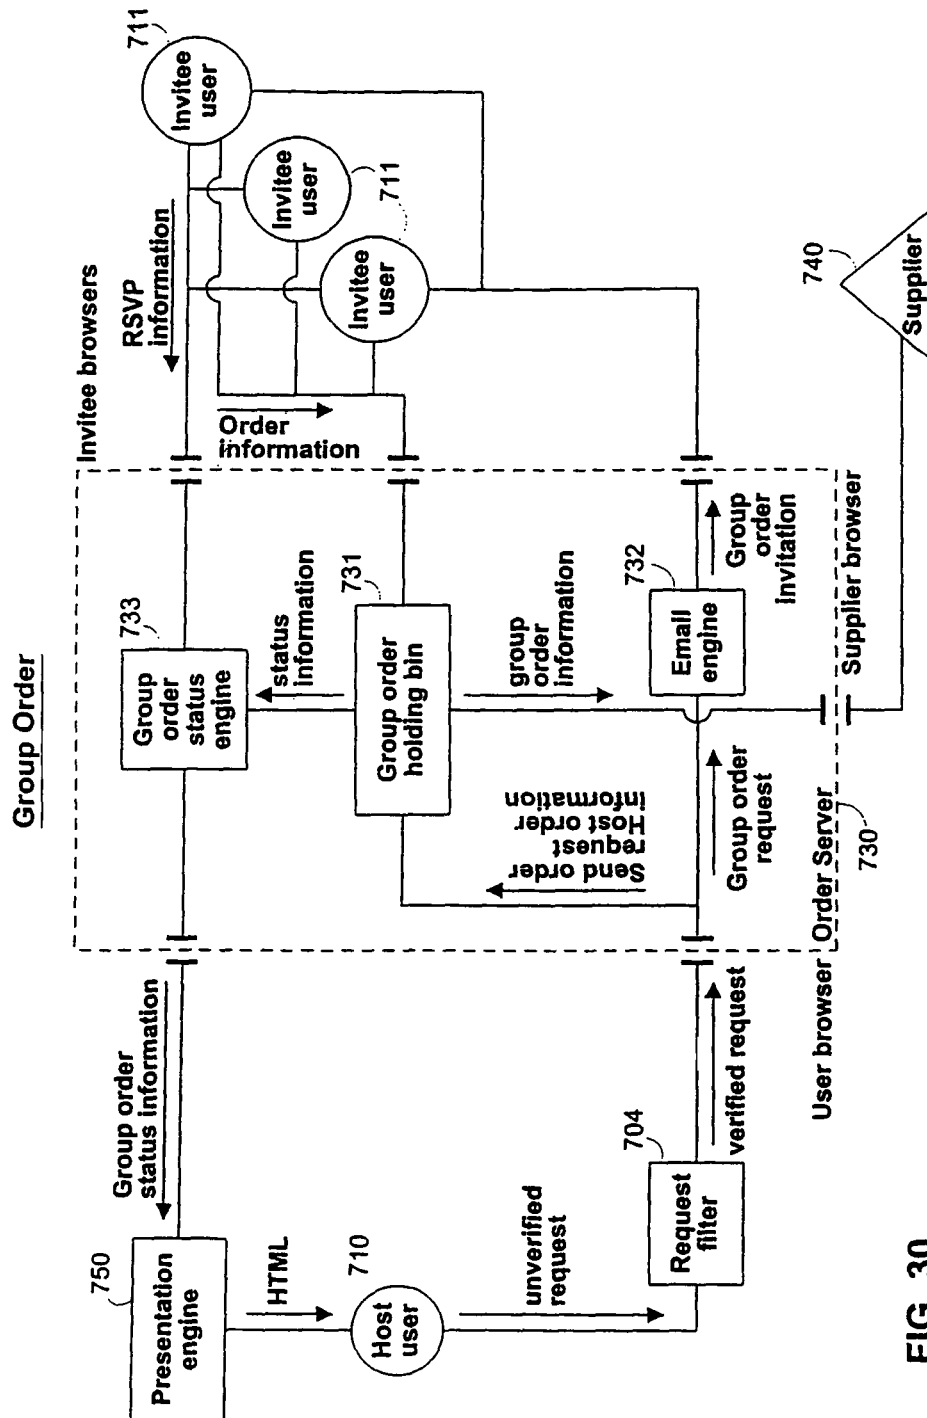 Group Order
750
Presentation
engine
Group order
status information
HTML
710
Host
user
unverified
request
704
Request
filter
verified request
User browser
Order Server
730
733
Group
order
status
engine
status
information
731
Group order
holding bin
group
order
information
Send order
request
Host order
information
Group order
request
732
Email
engine
Group
order
invitation
Supplier browser
Invitee browsers
RSVP
information
Order
information
711
Invitee
user
Invitee
user
711
Invitee
user
740
Supplier
FIG. 30